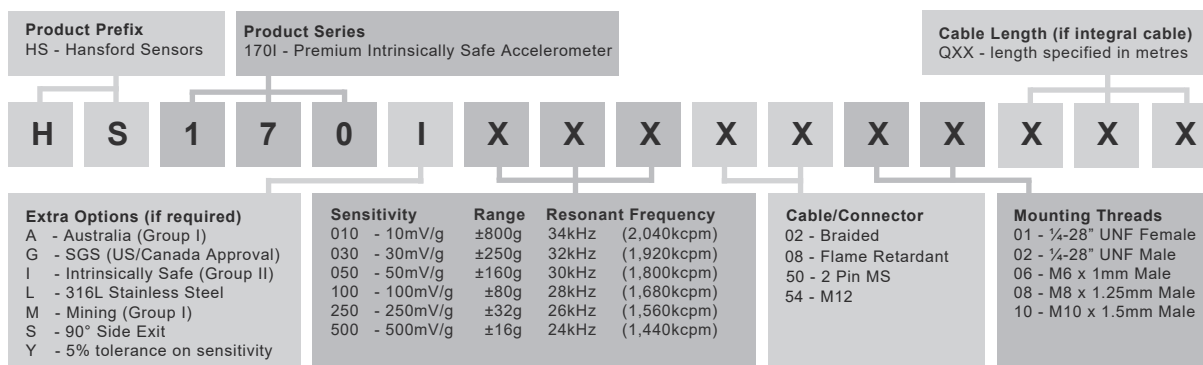 Product Prefix
HS - Hansford Sensors
Product Series
170I - Premium Intrinsically Safe Accelerometer
Cable Length (if integral cable)
QXX - length specified in metres
H S 1 7 0 I X X X X X X X X X X
Extra Options (if required)
A - Australia (Group I)
G - SGS (US/Canada Approval)
I - Intrinsically Safe (Group II)
L - 316L Stainless Steel
M - Mining (Group I)
S - 90° Side Exit
Y - 5% tolerance on sensitivity
Sensitivity Range Resonant Frequency
010 - 10mV/g ±800g 34kHz (2,040kcpm)
030 - 30mV/g ±250g 32kHz (1,920kcpm)
050 - 50mV/g ±160g 30kHz (1,800kcpm)
100 - 100mV/g ±80g 28kHz (1,680kcpm)
250 - 250mV/g ±32g 26kHz (1,560kcpm)
500 - 500mV/g ±16g 24kHz (1,440kcpm)
Cable/Connector
02 - Braided
08 - Flame Retardant
50 - 2 Pin MS
54 - M12
Mounting Threads
01 - ¼-28” UNF Female
02 - ¼-28” UNF Male
06 - M6 x 1mm Male
08 - M8 x 1.25mm Male
10 - M10 x 1.5mm Male